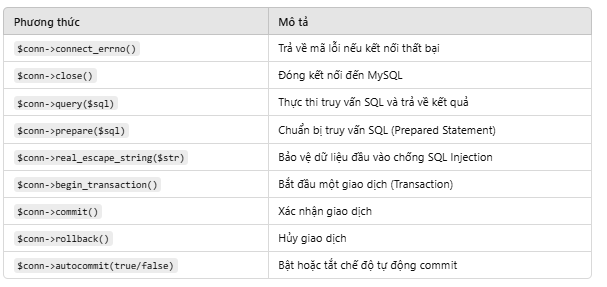 Phương thức Mô tả
$conn->connect_errno() Trả về mã lỗi nếu kết nối thất bại
$conn->close() Đóng kết nối đến MySQL
$conn->query($sql) Thực thi truy vấn SQL và trả về kết quả
$conn->prepare($sql) Chuẩn bị truy vấn SQL (Prepared Statement)
$conn->real_escape_string($str) Bảo vệ dữ liệu đầu vào chống SQL Injection
$conn->begin_transaction() Bắt đầu một giao dịch (Transaction)
$conn->commit() Xác nhận giao dịch
$conn->rollback() Hủy giao dịch
$conn->autocommit(true/false) Bật hoặc tắt chế độ tự động commit